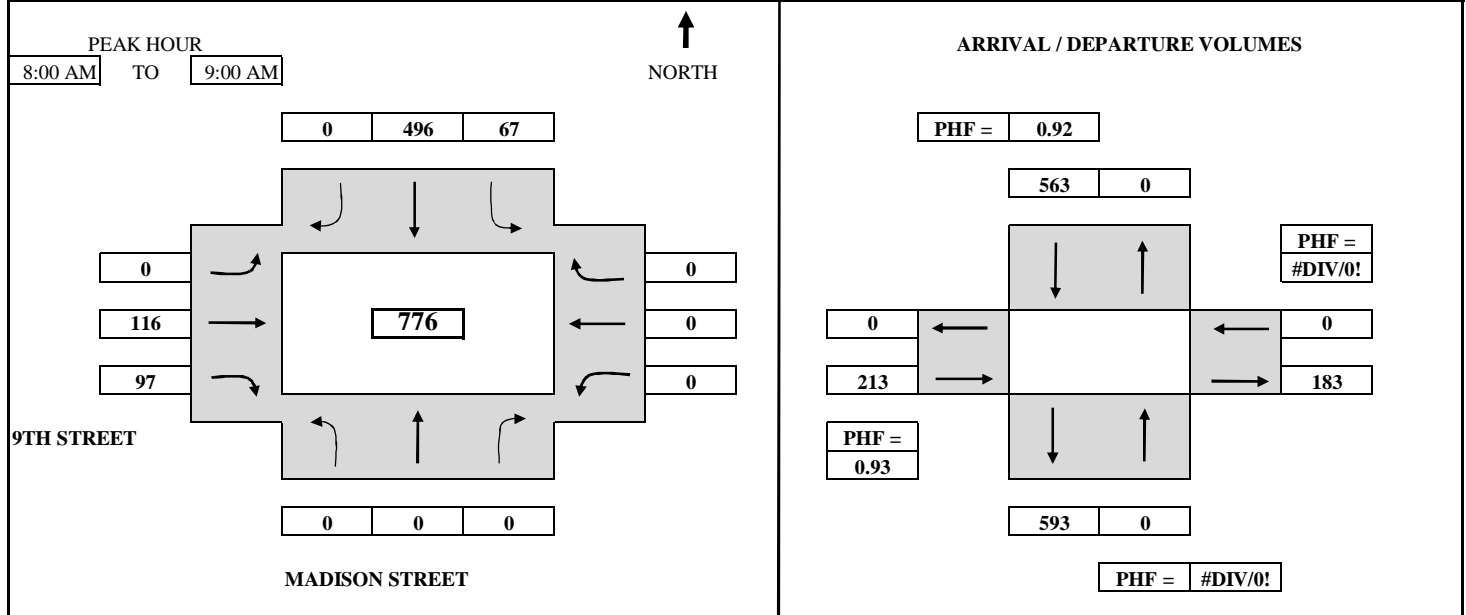 PEAK HOUR
8:00 AM TO 9:00 AM
NORTH
0 496 67
0 0
116 776 0
97 0
9TH STREET
0 0 0
MADISON STREET
ARRIVAL / DEPARTURE VOLUMES
PHF = 0.92
563 0
PHF =
#DIV/0!
0 0
213 183
PHF =
0.93
593 0
PHF = #DIV/0!